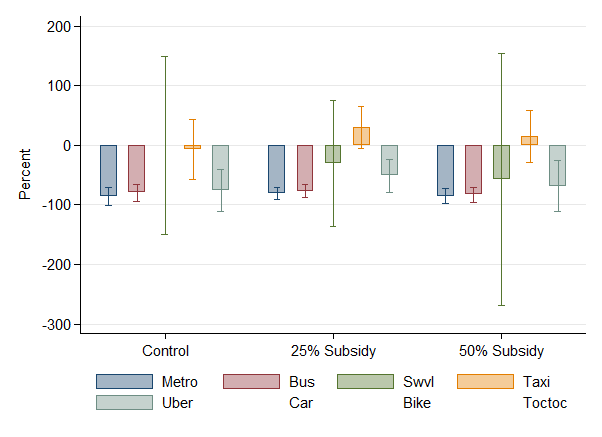 200
100
0
-100
-200
-300
Percent
Control 25% Subsidy 50% Subsidy
Metro Bus Swvl Taxi
Uber Car Bike Toctoc